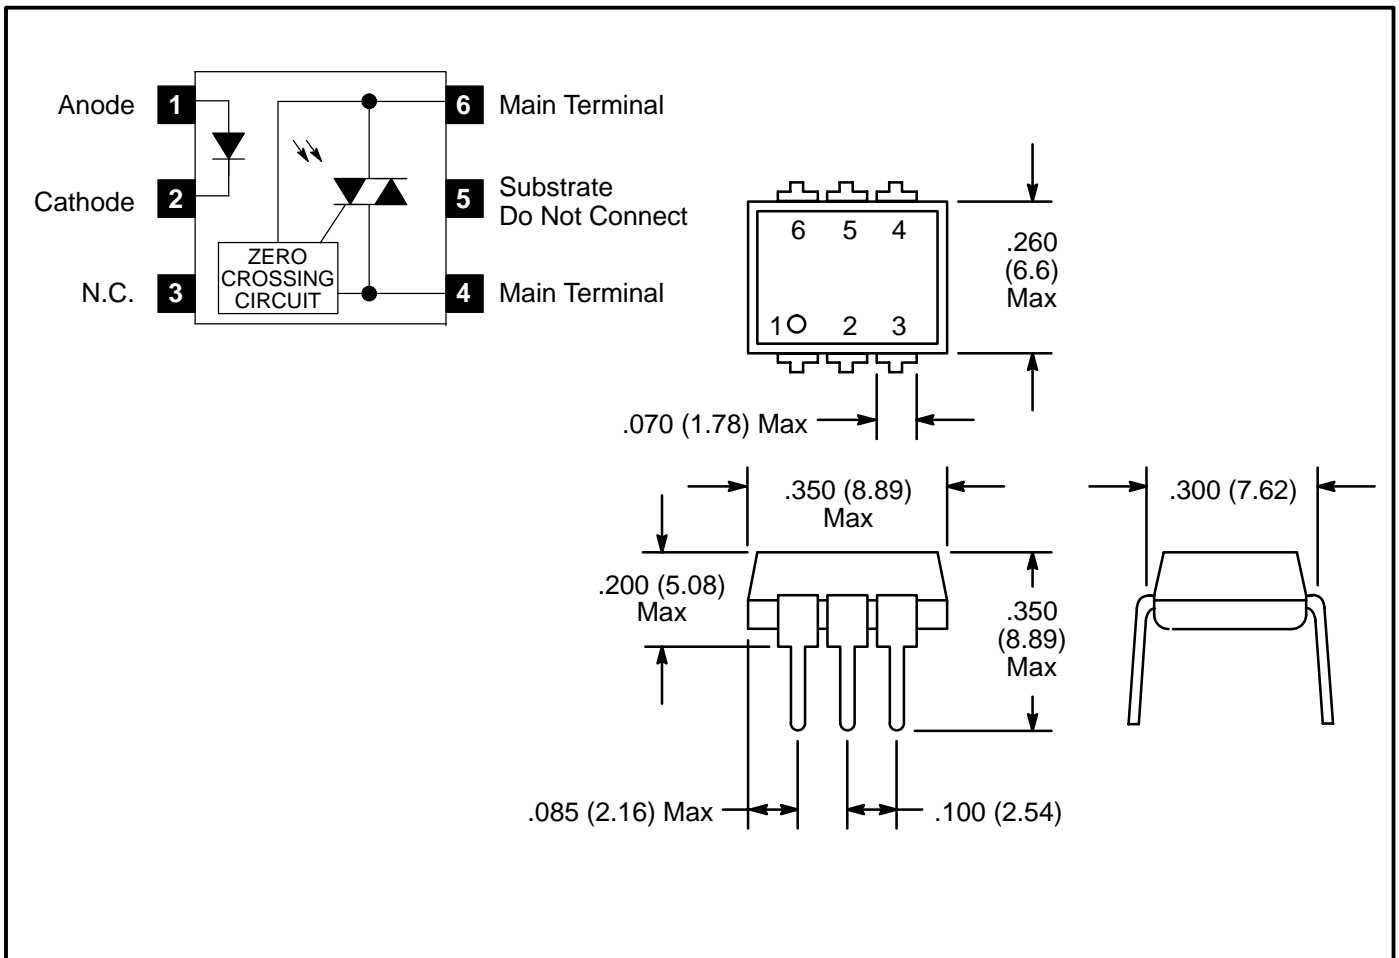 Anode 1
Cathode 2
N.C. 3
ZERO
CROSSING
CIRCUIT
6 Main Terminal
5 Substrate
Do Not Connect
4 Main Terminal
6 5 4
1 2 3
.260
(6.6)
Max
.070 (1.78) Max
.350 (8.89)
Max
.300 (7.62)
.200 (5.08)
Max
.350
(8.89)
Max
.085 (2.16) Max
.100 (2.54)